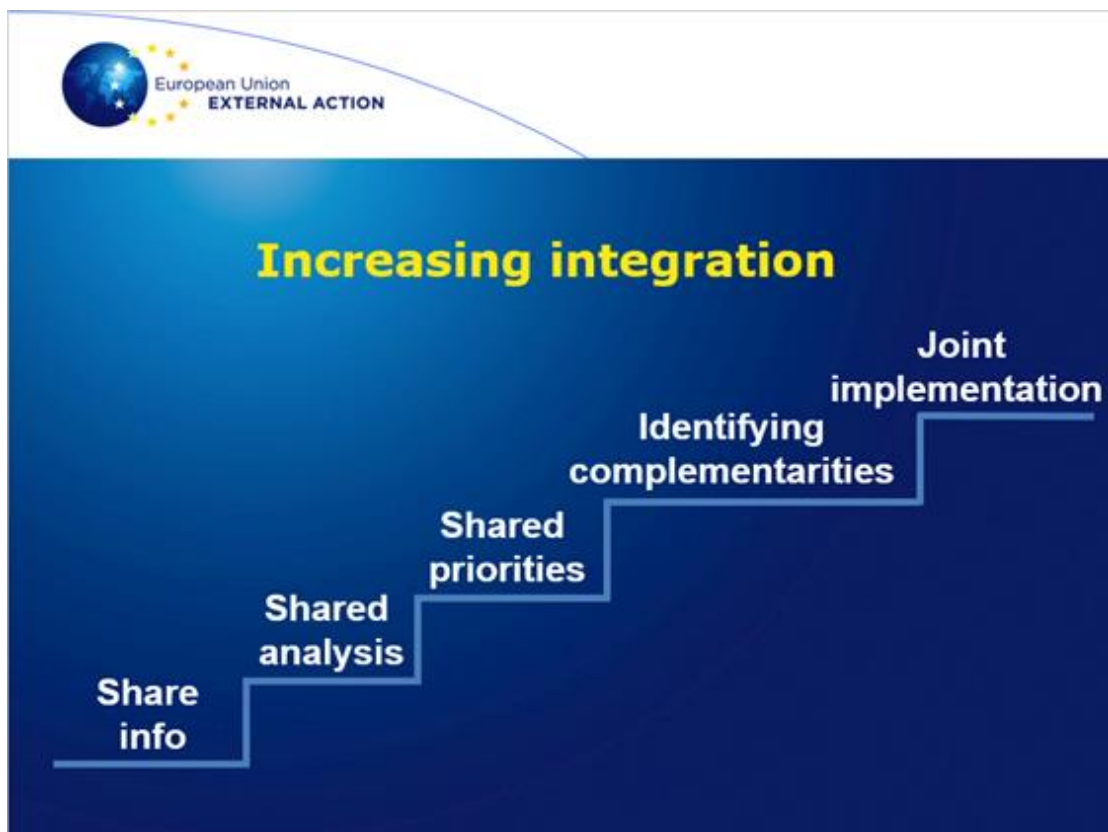 European Union
EXTERNAL ACTION
Increasing integration
Joint
implementation
Identifying
complementarities
Shared
priorities
Shared
analysis
Share
info